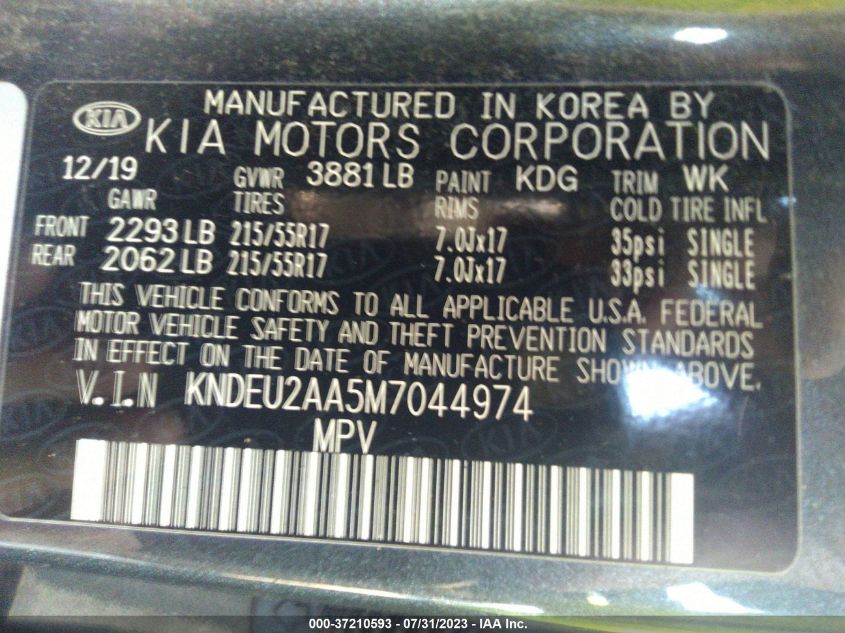 KIA
MANUFACTURED IN KOREA BY
KIA MOTORS CORPORATION
12/19 GVWR 3881 LB PAINT KDG TRIM WK
GAWR TIRES RIMS COLD TIRE INFL
FRONT 2293 LB 215/55R17 7.0Jx17 35psi SINGLE
REAR 2062 LB 215/55R17 7.0Jx17 33psi SINGLE
THIS VEHICLE CONFORMS TO ALL APPLICABLE U.S.A. FEDERAL
MOTOR VEHICLE SAFETY AND THEFT PREVENTION STANDARDS
IN EFFECT ON THE DATE OF MANUFACTURE SHOWN ABOVE.
V.I.N KNDEU2AA5M7044974
MPV
000-37210593 - 07/31/2023 - IAA Inc.